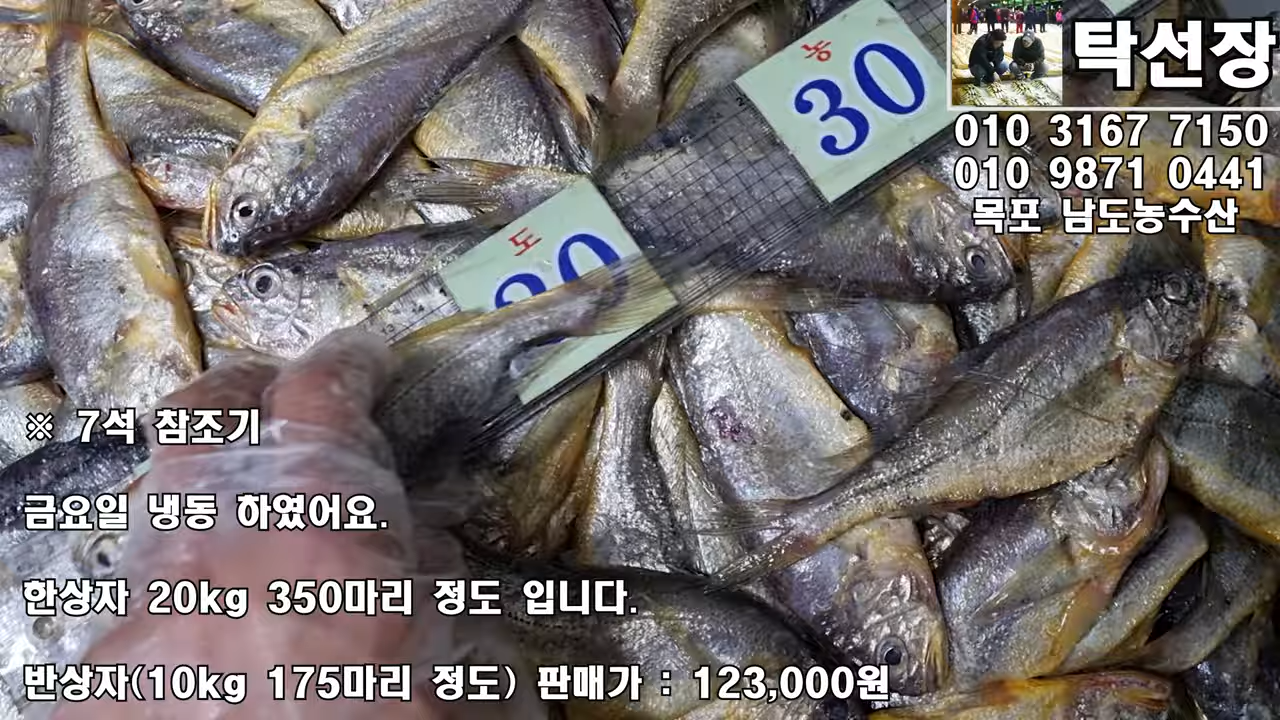 탁선장
010 3167 7150
010 9871 0441
목포 남도농수산
농
30
도
20
※ 7석 참조기
금요일 냉동 하였어요.
한상자 20kg 350마리 정도 입니다.
반상자(10kg 175마리 정도) 판매가 : 123,000원